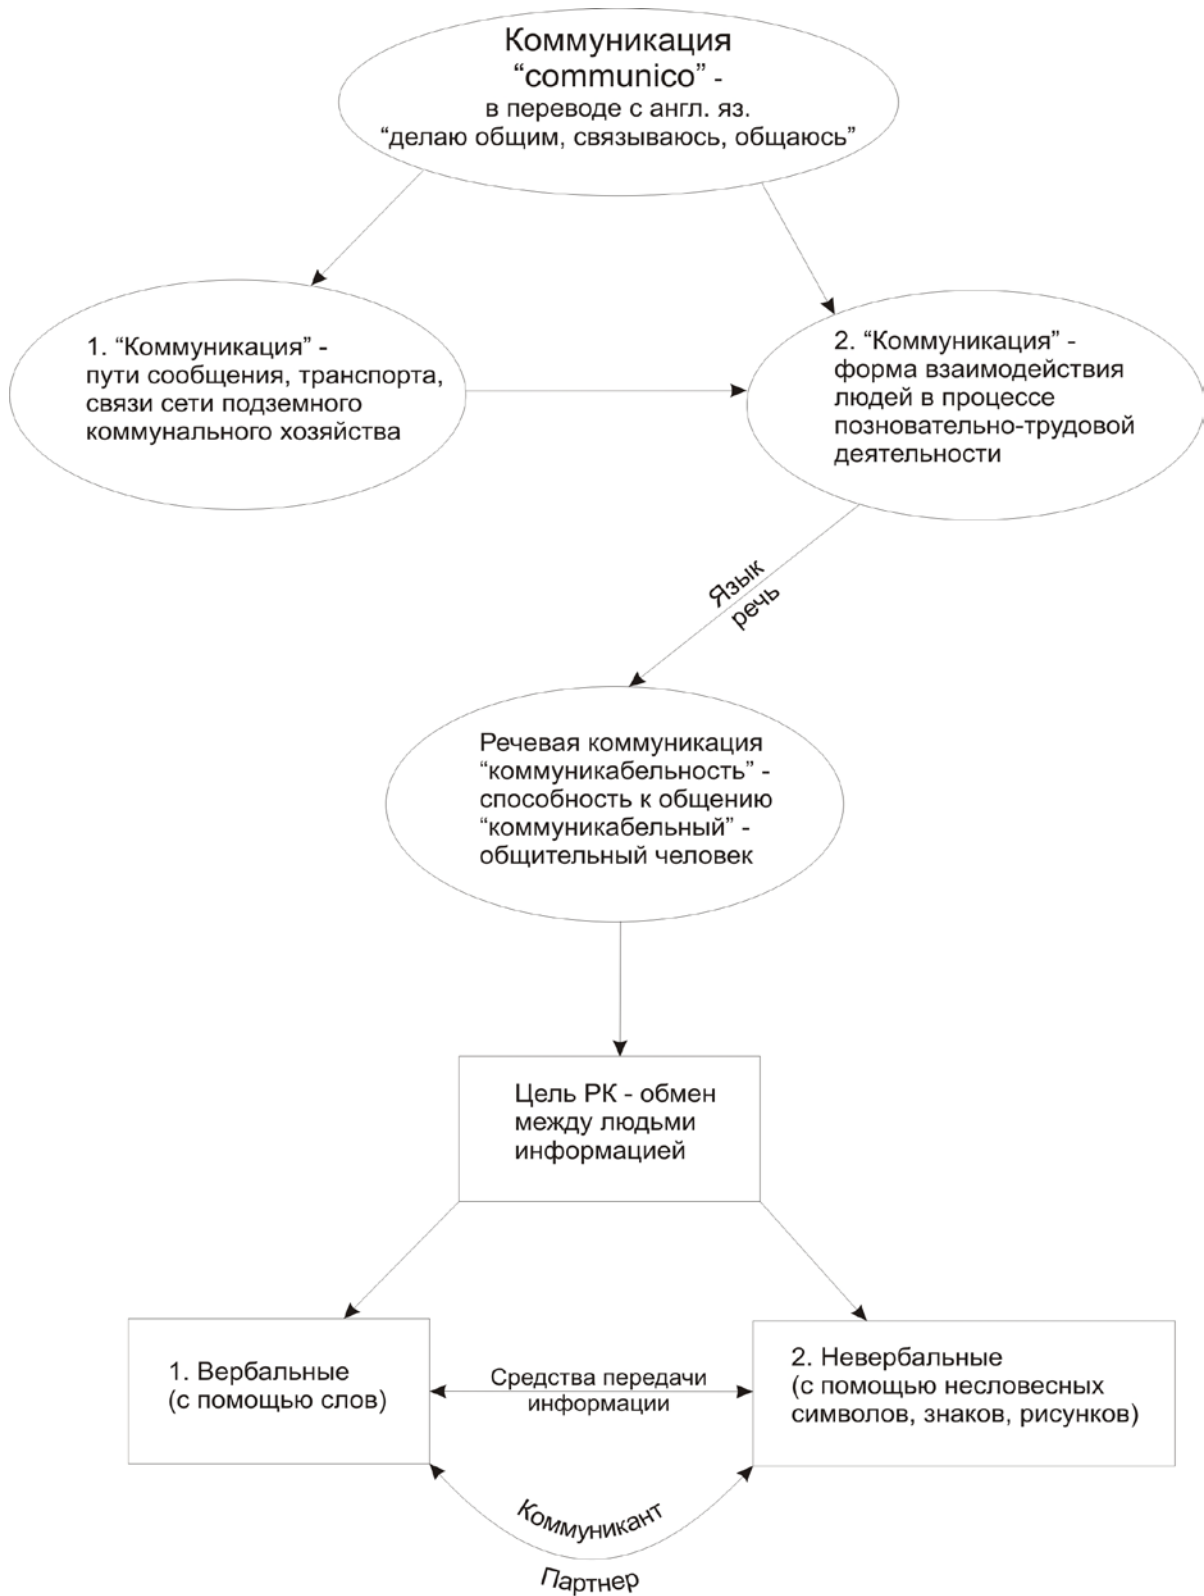 Коммуникация
“communico” -
в переводе с англ. яз.
“делаю общим, связываюсь, общаюсь”
1. “Коммуникация” -
пути сообщения, транспорта,
связи сети подземного
коммунального хозяйства
2. “Коммуникация” -
форма взаимодействия
людей в процессе
позновательно-трудовой
деятельности
Язык
речь
Речевая коммуникация
“коммуникабельность” -
способность к общению
“коммуникабельный” -
общительный человек
Цель РК - обмен
между людьми
информацией
1. Вербальные
(с помощью слов)
Средства передачи
информации
2. Невербальные
(с помощью несловесных
символов, знаков, рисунков)
Коммуникант
Партнер